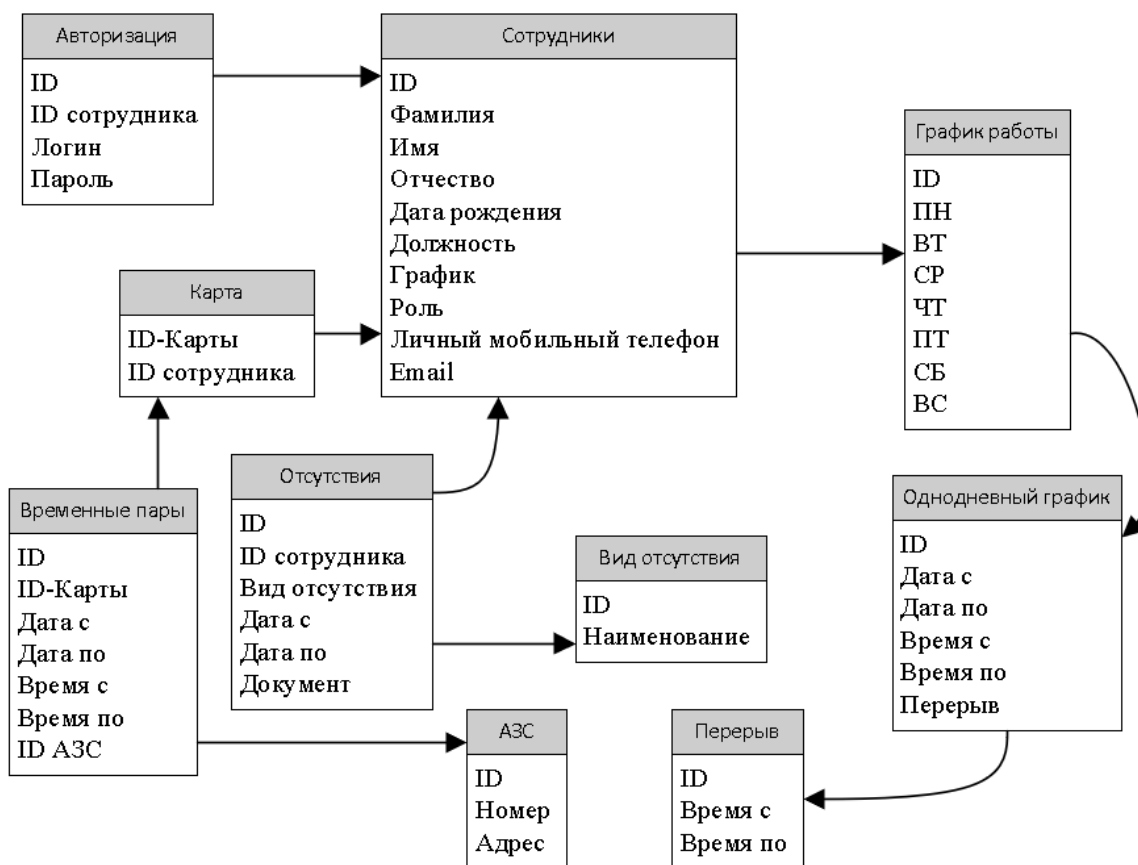 Авторизация
ID
ID сотрудника
Логин
Пароль
Сотрудники
ID
Фамилия
Имя
Отчество
Дата рождения
Должность
График
Роль
Личный мобильный телефон
Email
График работы
ID
ПН
ВТ
СР
ЧТ
ПТ
СБ
ВС
Карта
ID-Карты
ID сотрудника
Временные пары
ID
ID-Карты
Дата с
Дата по
Время с
Время по
ID АЗС
Отсутствия
ID
ID сотрудника
Вид отсутствия
Дата с
Дата по
Документ
Вид отсутствия
ID
Наименование
Однодневный график
ID
Дата с
Дата по
Время с
Время по
Перерыв
АЗС
ID
Номер
Адрес
Перерыв
ID
Время с
Время по